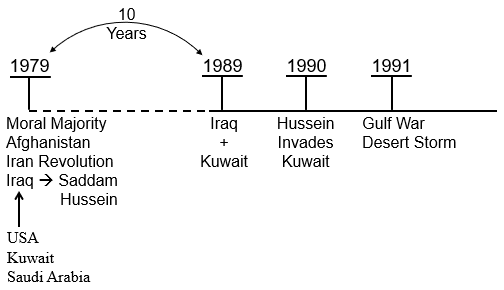 10
Years
1979
1989
1990
1991
Moral Majority
Afghanistan
Iran Revolution
Iraq → Saddam
Hussein
Iraq
+
Kuwait
Hussein
Invades
Kuwait
Gulf War
Desert Storm
USA
Kuwait
Saudi Arabia